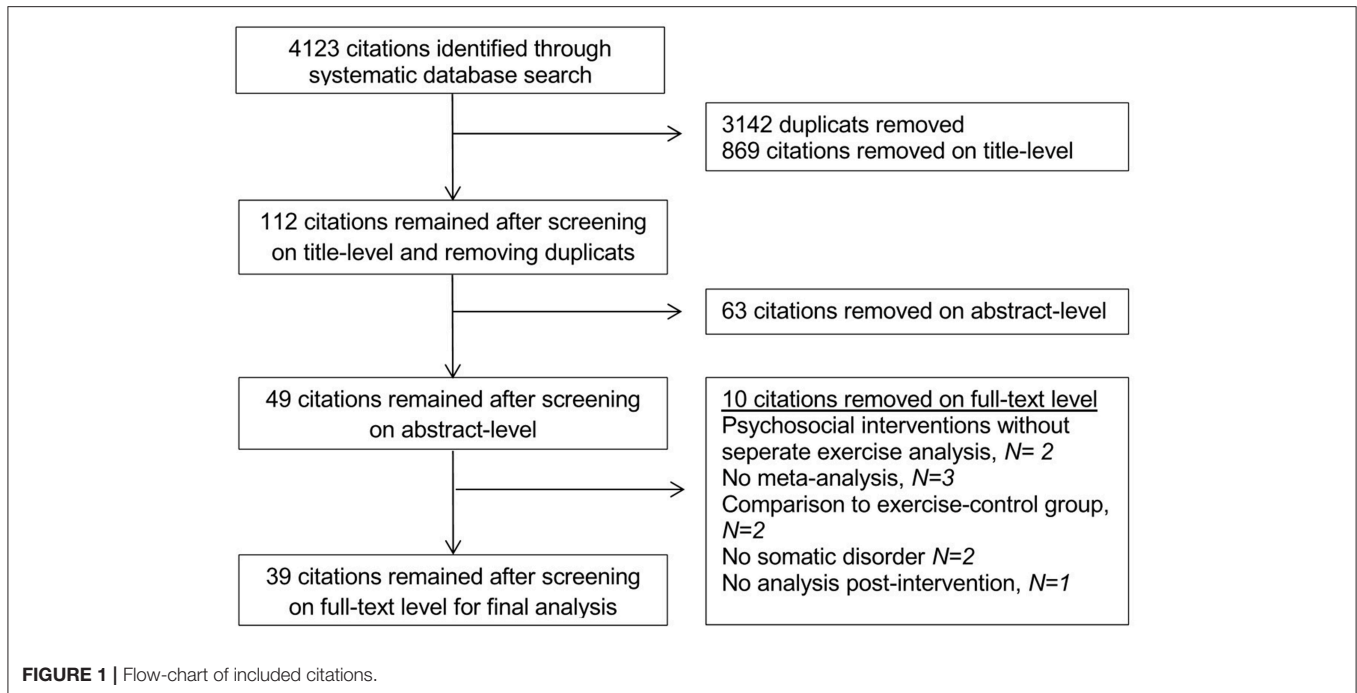 4123 citations identified through
systematic database search
3142 duplicats removed
869 citations removed on title-level
112 citations remained after screening
on title-level and removing duplicats
63 citations removed on abstract-level
49 citations remained after screening
on abstract-level
10 citations removed on full-text level
Psychosocial interventions without
seperate exercise analysis, N= 2
No meta-analysis, N=3
Comparison to exercise-control group,
N=2
No somatic disorder N=2
No analysis post-intervention, N=1
39 citations remained after screening
on full-text level for final analysis
FIGURE 1 | Flow-chart of included citations.